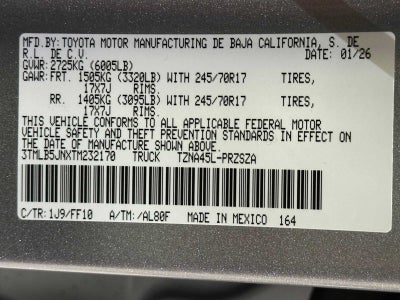 MFD.BY:TOYOTA MOTOR MANUFACTURING DE BAJA CALIFORNIA, S. DE
R.L. DE C.V. DATE: 01/26
GVWR:2725KG (6005LB)
GAWR:FRT. 1505KG (3320LB) WITH 245/70R17 TIRES,
17X7J RIMS.
RR. 1405KG (3095LB) WITH 245/70R17 TIRES,
17X7J RIMS.
THIS VEHICLE CONFORMS TO ALL APPLICABLE FEDERAL MOTOR
VEHICLE SAFETY AND THEFT PREVENTION STANDARDS IN EFFECT ON
THE DATE OF MANUFACTURE SHOWN ABOVE.
3TMLB5JNXTM232170 TRUCK TZNA45L-PRZSZA
C/TR: 1J9/FF10 A/TM: /AL80F MADE IN MEXICO 164